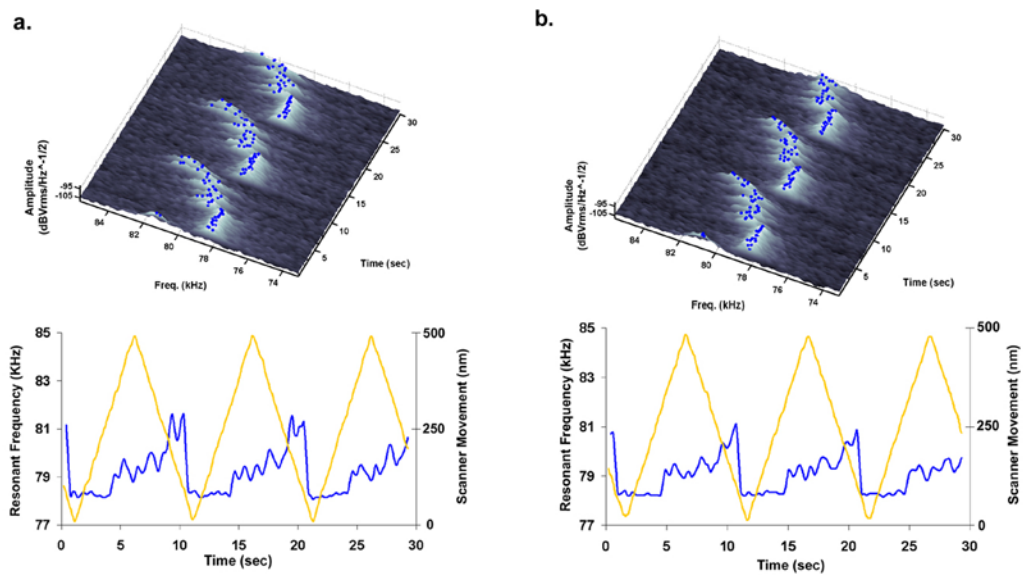 a.
Amplitude
(dBVrms/Hz^-1/2)
-95
-105
84
82
80
78
76
74
Freq. (kHz)
5
10
15
20
25
30
Time (sec)
85
83
81
79
77
Resonant Frequency (KHz)
500
250
0
Scanner Movement (nm)
0 5 10 15 20 25 30
Time (sec)
b.
Amplitude
(dBVrms/Hz^-1/2)
-95
-105
84
82
80
78
76
74
Freq. (kHz)
5
10
15
20
25
30
Time (sec)
85
83
81
79
77
Resonant Frequency (kHz)
500
250
0
Scanner Movement (nm)
0 5 10 15 20 25 30
Time (sec)